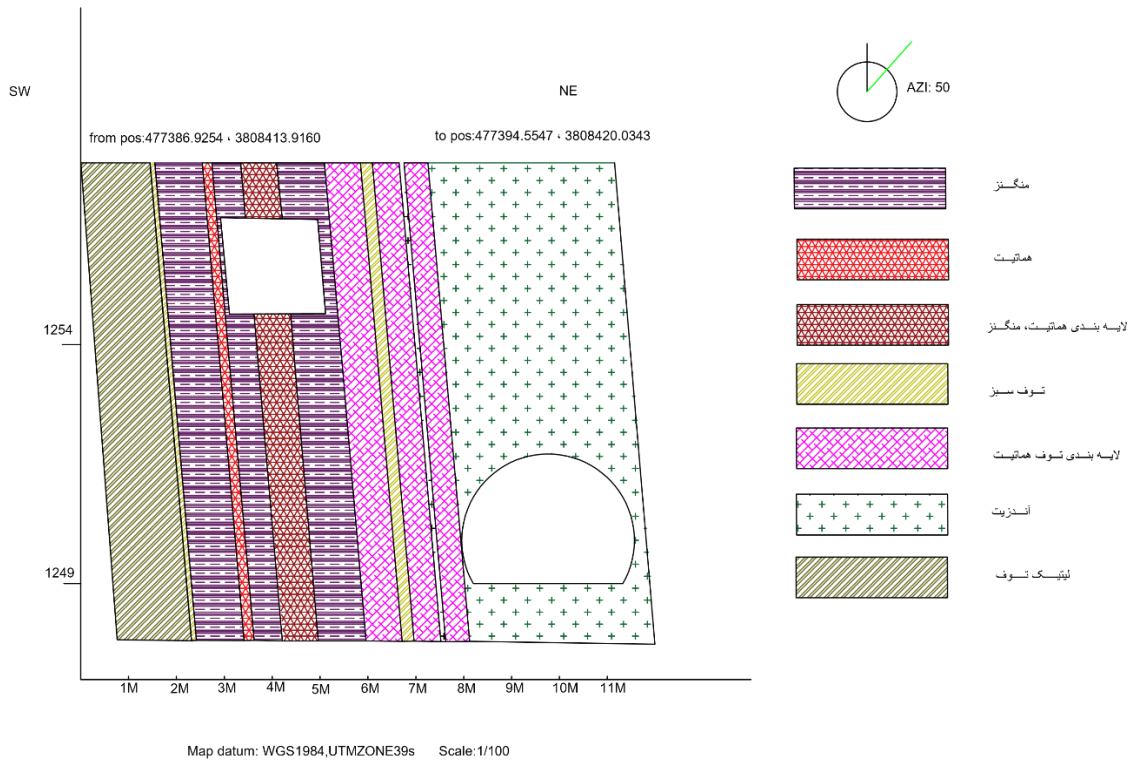 SW
NE
AZI: 50
from pos:477386.9254 ، 3808413.9160
to pos:477394.5547 ، 3808420.0343
منگنز
هماتیت
1254
لایه بندی هماتیت، منگنز
توف سبز
لایه بندی توف هماتیت
آندزیت
1249
لیتیک توف
1M 2M 3M 4M 5M 6M 7M 8M 9M 10M 11M
Map datum: WGS1984,UTMZONE39s Scale:1/100